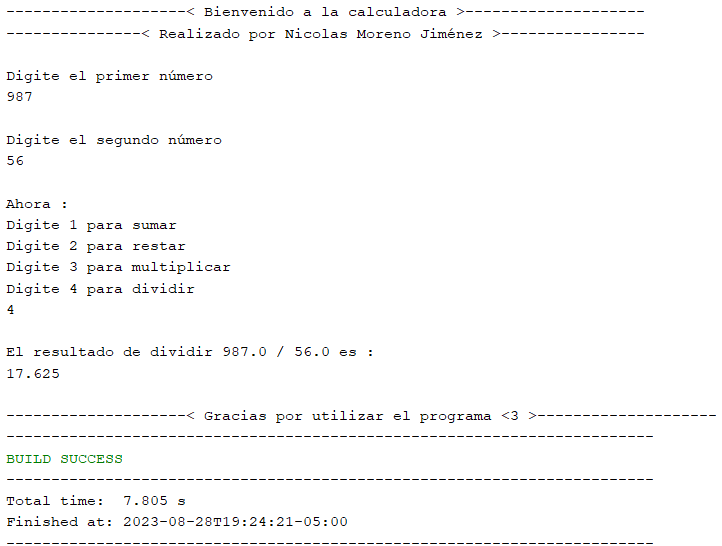 --------------------< Bienvenido a la calculadora >--------------------
---------------< Realizado por Nicolas Moreno Jiménez >----------------
Digite el primer número
987
Digite el segundo número
56
Ahora :
Digite 1 para sumar
Digite 2 para restar
Digite 3 para multiplicar
Digite 4 para dividir
4
El resultado de dividir 987.0 / 56.0 es :
17.625
--------------------< Gracias por utilizar el programa <3 >--------------------
------------------------------------------------------------------------
BUILD SUCCESS
------------------------------------------------------------------------
Total time:  7.805 s
Finished at: 2023-08-28T19:24:21-05:00
------------------------------------------------------------------------